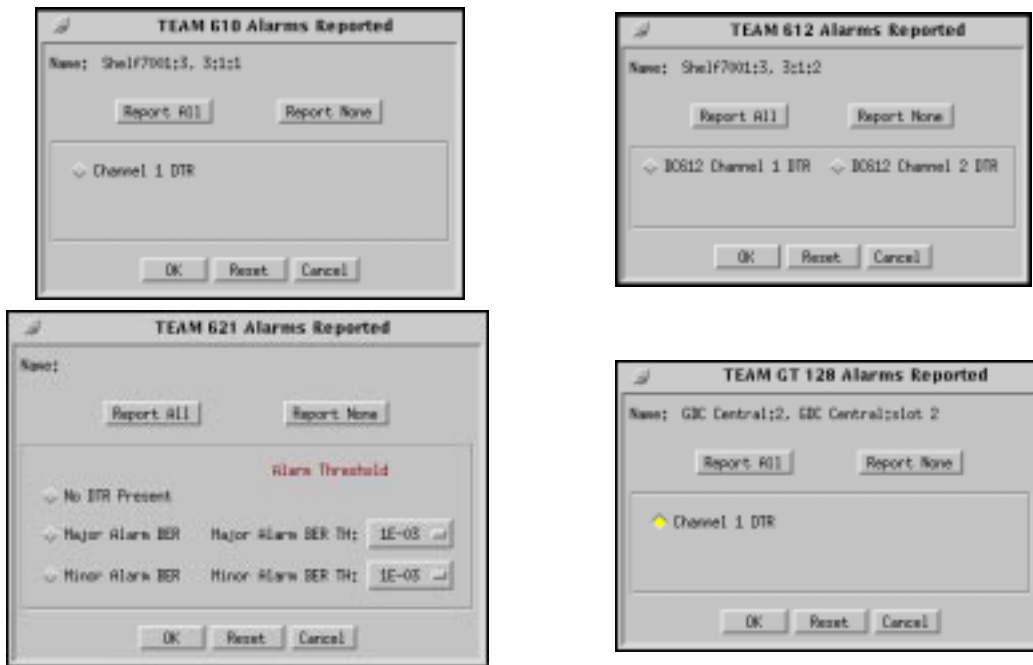 TEAM 610 Alarms Reported
Name: Shelf7001:3, 3:1:1
Report All Report None
Channel 1 DTR
OK Reset Cancel
TEAM 612 Alarms Reported
Name: Shelf7001:3, 3:1:2
Report All Report None
DC612 Channel 1 DTR DC612 Channel 2 DTR
OK Reset Cancel
TEAM 621 Alarms Reported
Name:
Report All Report None
Alarm Threshold
No DTR Present
Major Alarm BER Major Alarm BER TH: 1E-03
Minor Alarm BER Minor Alarm BER TH: 1E-03
OK Reset Cancel
TEAM GT 128 Alarms Reported
Name: GDC Central:2, GDC Central:slot 2
Report All Report None
Channel 1 DTR
OK Reset Cancel